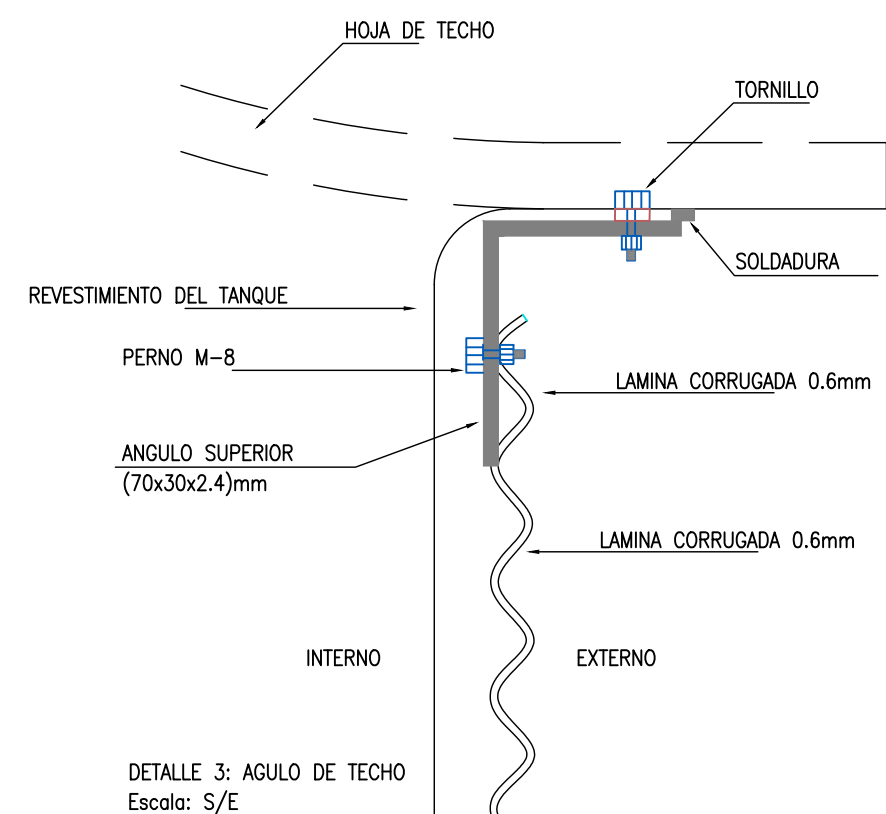 HOJA DE TECHO
TORNILLO
SOLDADURA
REVESTIMIENTO DEL TANQUE
PERNO M-8
LAMINA CORRUGADA 0.6mm
ANGULO SUPERIOR
(70x30x2.4)mm
LAMINA CORRUGADA 0.6mm
INTERNO
EXTERNO
DETALLE 3: AGULO DE TECHO
Escala: S/E